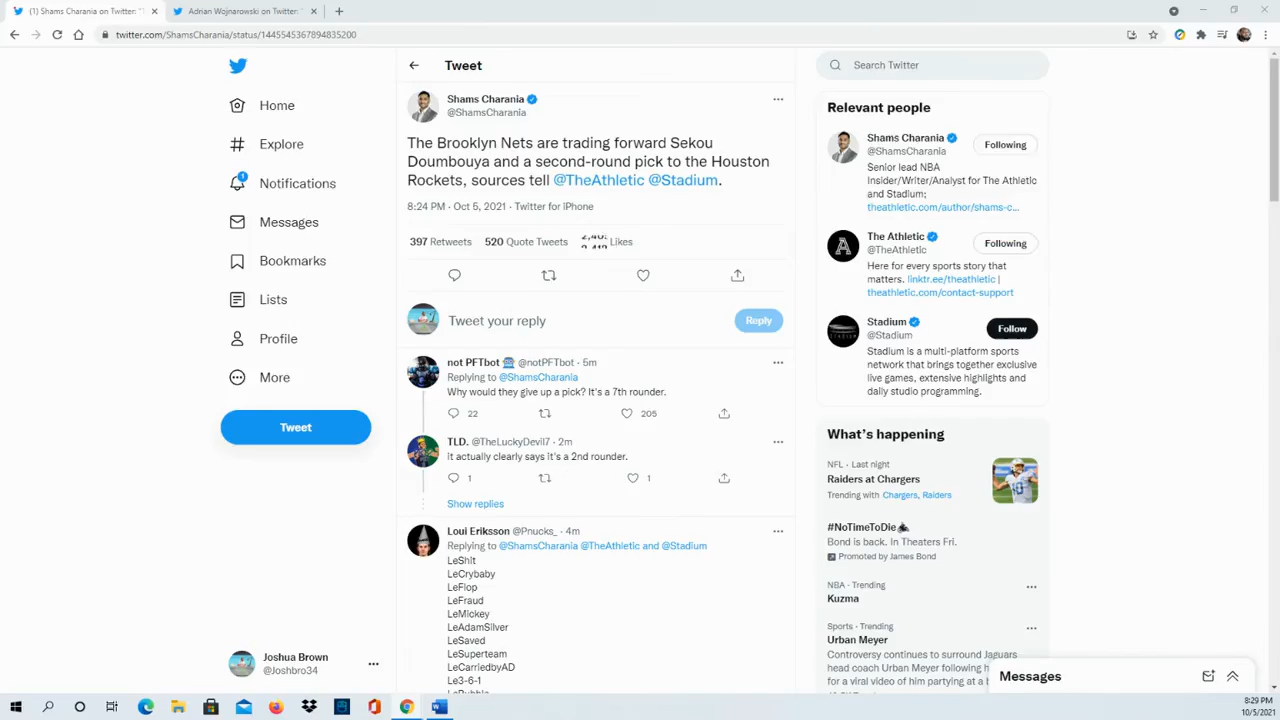 (1) Shams Charania on Twitter: "T
Adrian Wojnarowski on Twitter: "
twitter.com/ShamsCharania/status/1445545367894835200
Home
Explore
1
Notifications
Messages
Bookmarks
Lists
Profile
More
Tweet
Joshua Brown
@Joshbro34
Tweet
Shams Charania
@ShamsCharania
The Brooklyn Nets are trading forward Sekou
Doumbouya and a second-round pick to the Houston
Rockets, sources tell @TheAthletic @Stadium.
8:24 PM · Oct 5, 2021 · Twitter for iPhone
397 Retweets 520 Quote Tweets Likes
Tweet your reply
Reply
not PFTbot @notPFTbot · 5m
Replying to @ShamsCharania
Why would they give up a pick? It's a 7th rounder.
22 205
TLD. @TheLuckyDevil7 · 2m
It actually clearly says it's a 2nd rounder.
1 1
Show replies
Loui Eriksson @Pnucks_ · 4m
Replying to @ShamsCharania @TheAthletic and @Stadium
LeShit
LeCrybaby
LeFlop
LeFraud
LeMickey
LeAdamSilver
LeSaved
LeSuperteam
LeCarriedbyAD
Le3-6-1
Search Twitter
Relevant people
Shams Charania
@ShamsCharania
Following
Senior lead NBA
Insider/Writer/Analyst for The Athletic
and Stadium;
theathletic.com/author/shams-c...
The Athletic
@TheAthletic
Following
Here for every sports story that
matters. linktr.ee/theathletic |
theathletic.com/contact-support
Stadium
@Stadium
Follow
Stadium is a multi-platform sports
network that brings together exclusive
live games, extensive highlights and
daily studio programming.
What's happening
NFL · Last night
Raiders at Chargers
Trending with Chargers, Raiders
#NoTimeToDie
Bond is back. In Theaters Fri.
Promoted by James Bond
NBA · Trending
Kuzma
Sports · Trending
Urban Meyer
Controversy continues to surround Jaguars
head coach Urban Meyer following h
for a viral video of him partying at a b
Messages
8:29 PM
10/5/2021